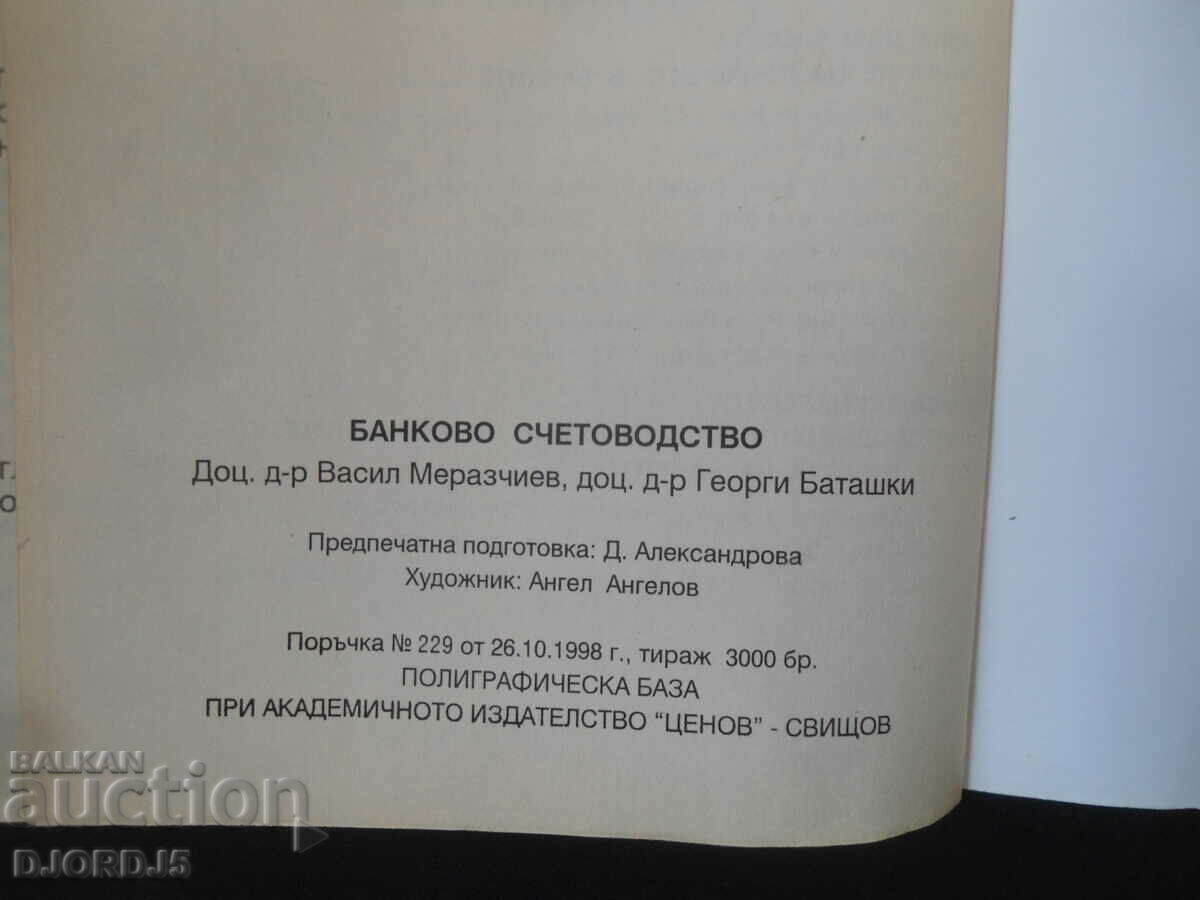 БАНКОВО СЧЕТОВОДСТВО
Доц. д-р Васил Меразчиев, доц. д-р Георги Баташки
Предпечатна подготовка: Д. Александрова
Художник: Ангел Ангелов
Поръчка № 229 от 26.10.1998 г., тираж 3000 бр.
ПОЛИГРАФИЧЕСКА БАЗА
ПРИ АКАДЕМИЧНОТО ИЗДАТЕЛСТВО "ЦЕНОВ" - СВИЩОВ
BALKAN
auction
DJORDJ5